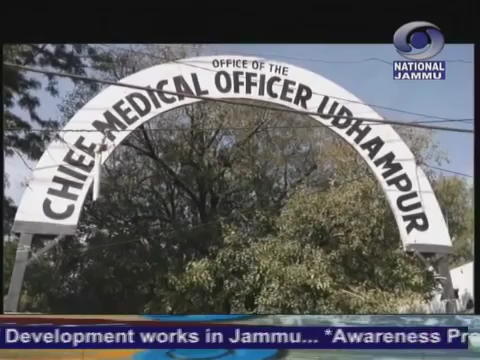 NATIONAL
JAMMU
OFFICE OF THE
CHIEF MEDICAL OFFICER UDHAMPUR
Development works in Jammu... *Awareness